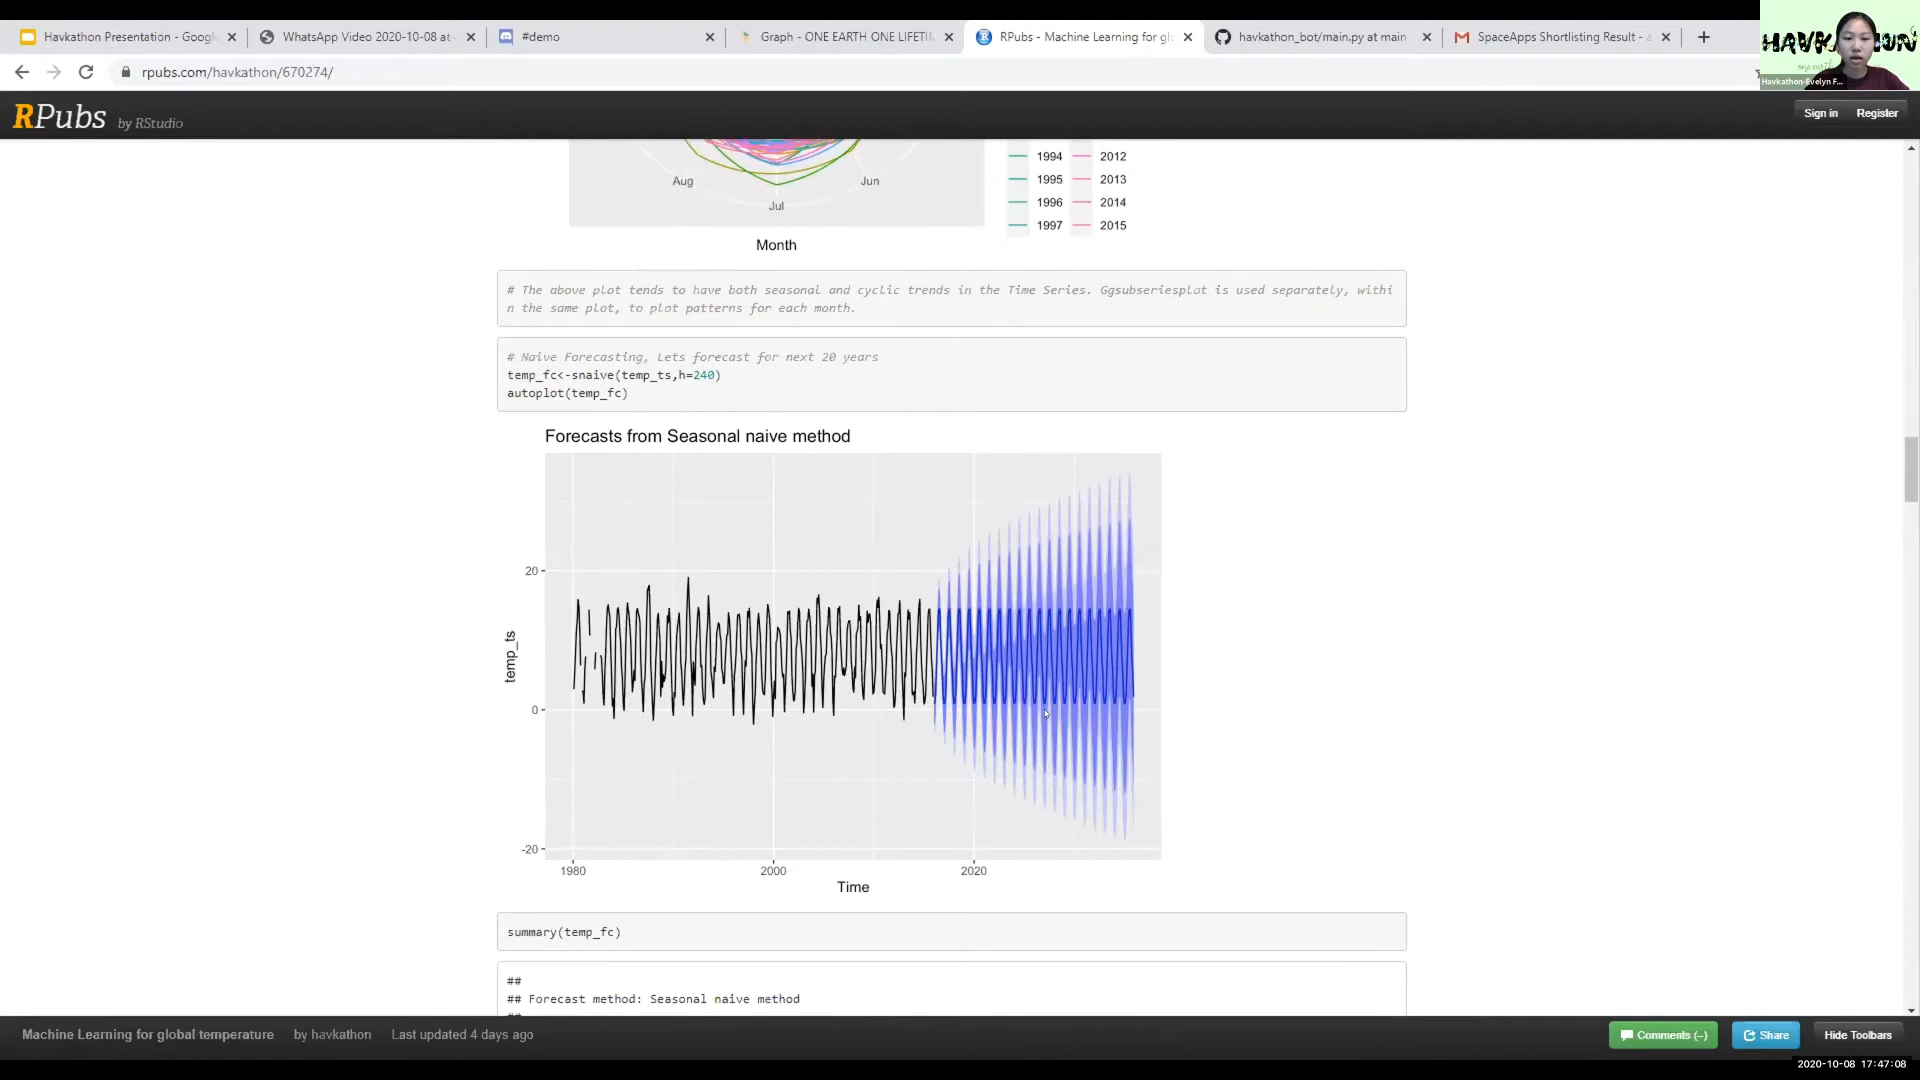 Havkathon Presentation - Googl
WhatsApp Video 2020-10-08 at
#demo
Graph - ONE EARTH ONE LIFETIN
RPubs - Machine Learning for gl
havkathon_bot/main.py at main
SpaceApps Shortlisting Result - a
HAVKATHON
Havkathon-Evelyn F...
rpubs.com/havkathon/670274/
RPubs by RStudio
Sign in
Register
1994 2012
1995 2013
1996 2014
1997 2015
Aug
Jun
Jul
Month
# The above plot tends to have both seasonal and cyclic trends in the Time Series. Ggsubseriesplot is used separately, withi
n the same plot, to plot patterns for each month.
# Naive Forecasting, Lets forecast for next 20 years
temp_fc<-snaive(temp_ts,h=240)
autoplot(temp_fc)
Forecasts from Seasonal naive method
20
0
-20
temp_ts
1980
2000
2020
Time
summary(temp_fc)
##
## Forecast method: Seasonal naive method
##
Machine Learning for global temperature by havkathon Last updated 4 days ago
Comments (–)
Share
Hide Toolbars
2020-10-08 17:47:08